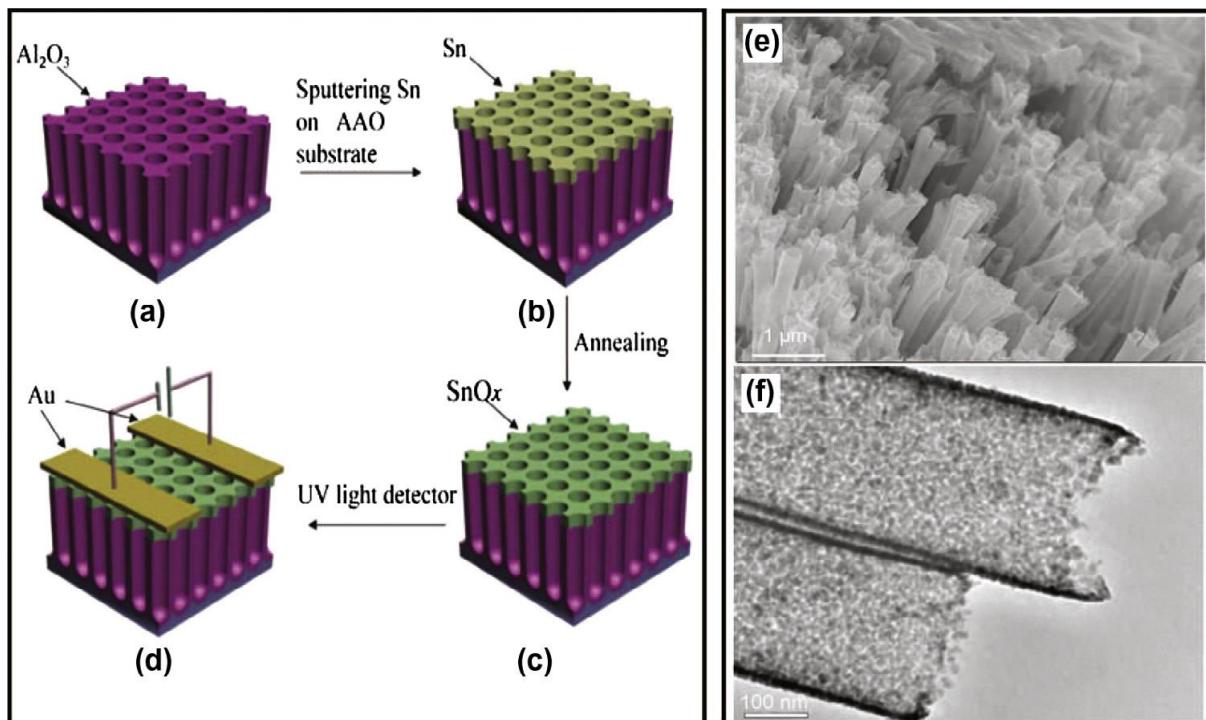 Al₂O₃
Sputtering Sn
on AAO
substrate
Sn
(a)
(b)
Annealing
Au
SnOx
UV light detector
(d)
(c)
(e)
1 µm
(f)
100 nm